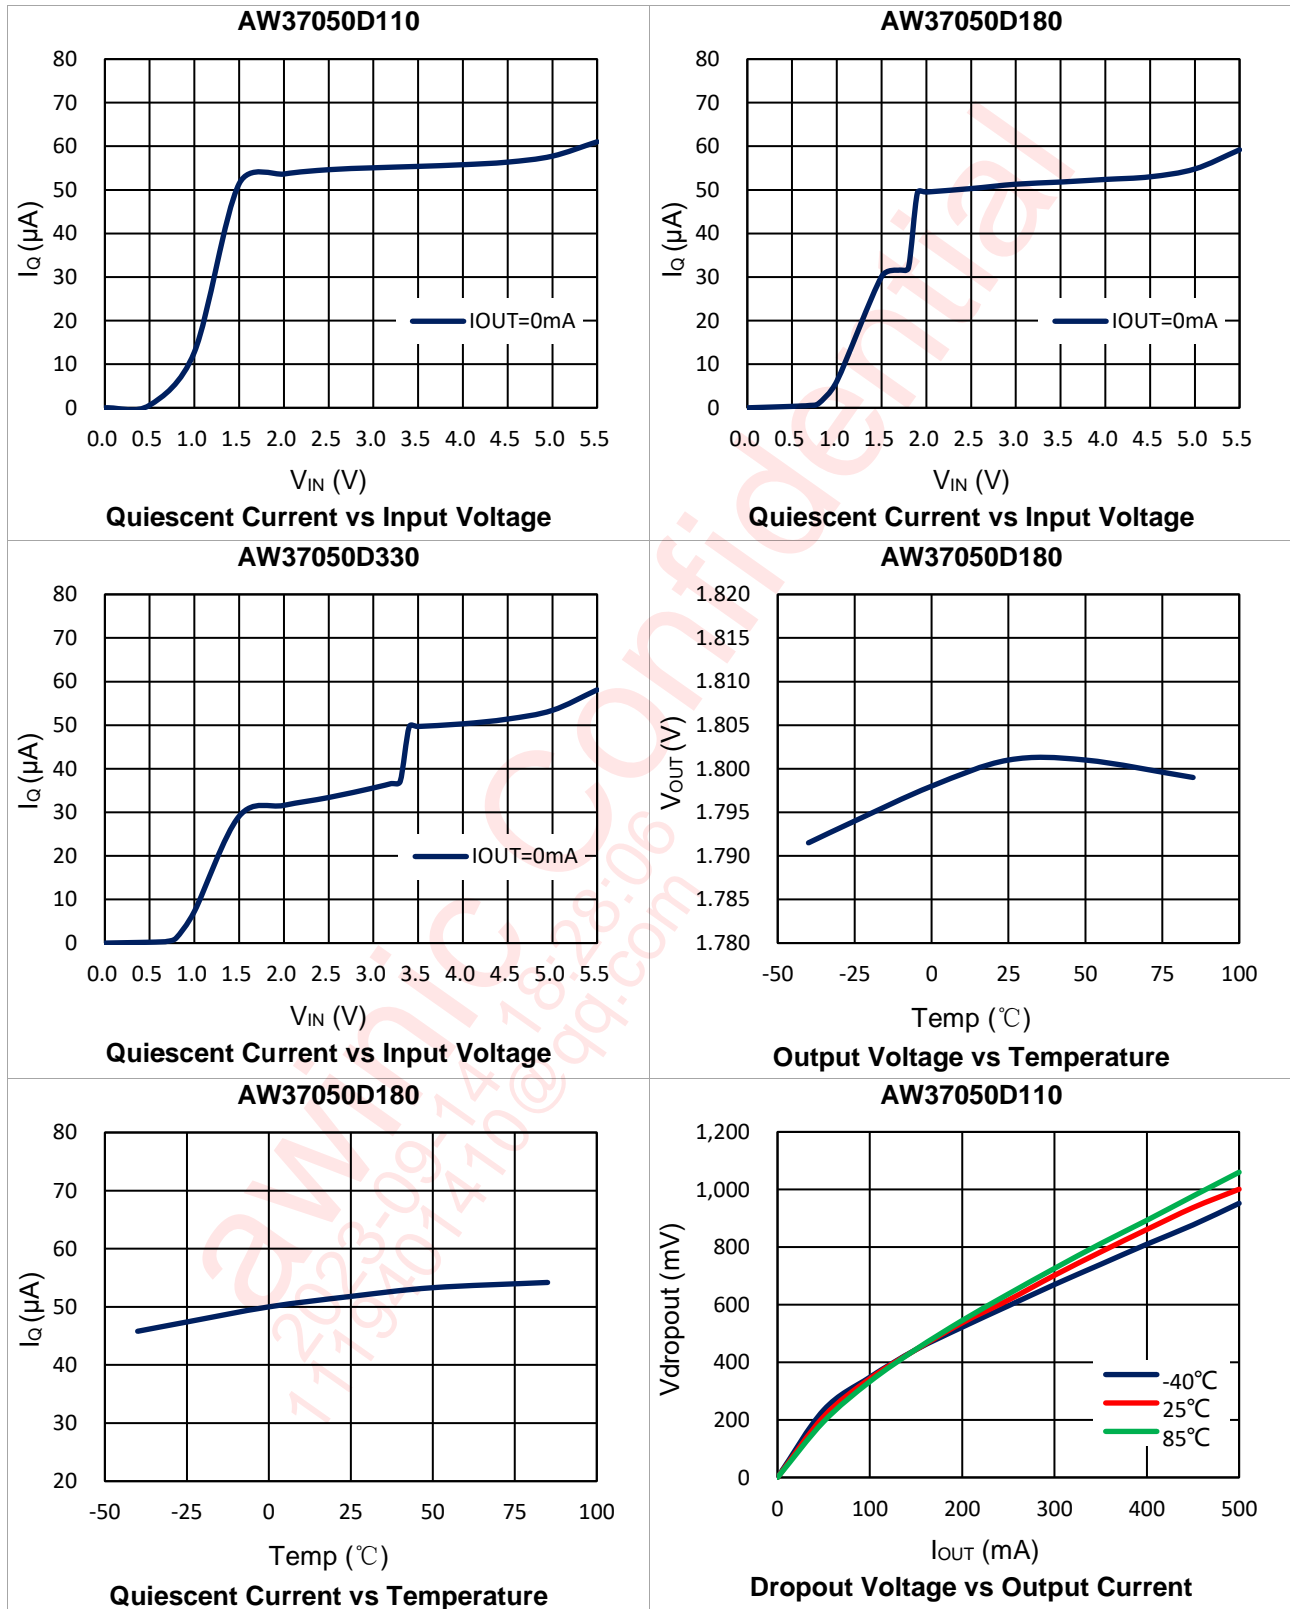 AW37050D110
80
70
60
50
40
30
20
10
0
IQ (µA)
IOUT=0mA
0.0 0.5 1.0 1.5 2.0 2.5 3.0 3.5 4.0 4.5 5.0 5.5
VIN (V)
Quiescent Current vs Input Voltage
AW37050D180
80
70
60
50
40
30
20
10
0
IQ (µA)
IOUT=0mA
0.0 0.5 1.0 1.5 2.0 2.5 3.0 3.5 4.0 4.5 5.0 5.5
VIN (V)
Quiescent Current vs Input Voltage
AW37050D330
80
70
60
50
40
30
20
10
0
IQ (µA)
IOUT=0mA
0.0 0.5 1.0 1.5 2.0 2.5 3.0 3.5 4.0 4.5 5.0 5.5
VIN (V)
Quiescent Current vs Input Voltage
AW37050D180
1.820
1.815
1.810
1.805
1.800
1.795
1.790
1.785
1.780
VOUT (V)
-50 -25 0 25 50 75 100
Temp (℃)
Output Voltage vs Temperature
AW37050D180
80
70
60
50
40
30
20
IQ (µA)
-50 -25 0 25 50 75 100
Temp (℃)
Quiescent Current vs Temperature
AW37050D110
1,200
1,000
800
600
400
200
0
Vdropout (mV)
-40℃
25℃
85℃
0 100 200 300 400 500
IOUT (mA)
Dropout Voltage vs Output Current
awinic Confidential
2023-09-14 18:28:06
1119401410@qq.com